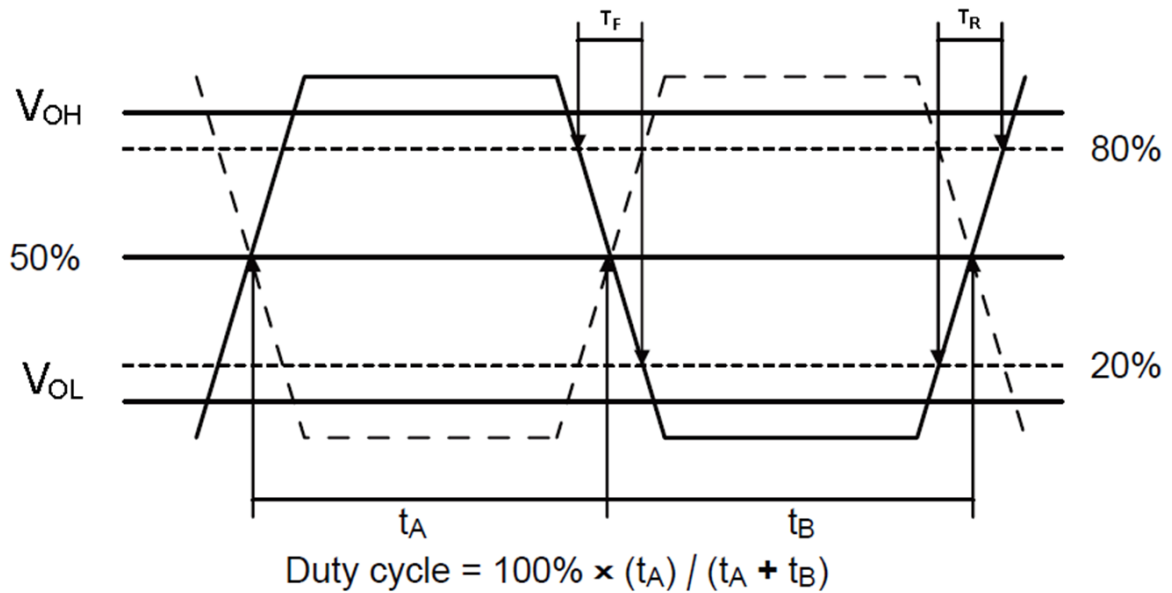 TF
TR
VOH
80%
50%
20%
VOL
tA
tB
Duty cycle = 100% × (tA) / (tA + tB)